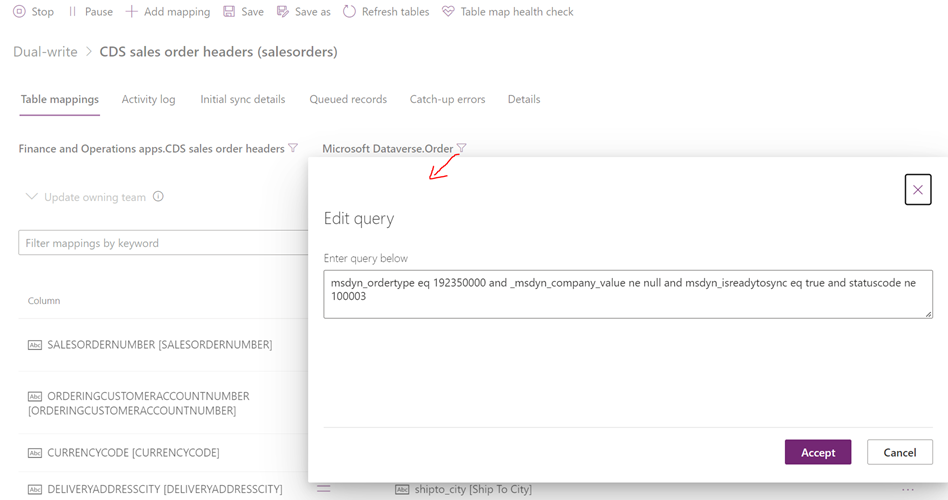 Stop Pause Add mapping Save Save as Refresh tables Table map health check
Dual-write > CDS sales order headers (salesorders)
Table mappings Activity log Initial sync details Queued records Catch-up errors Details
Finance and Operations apps.CDS sales order headers Microsoft Dataverse.Order
Update owning team
Filter mappings by keyword
Column
Abc SALESORDERNUMBER [SALESORDERNUMBER]
Abc ORDERINGCUSTOMERACCOUNTNUMBER
[ORDERINGCUSTOMERACCOUNTNUMBER]
Abc CURRENCYCODE [CURRENCYCODE]
Abc DELIVERYADDRESSCITY [DELIVERYADDRESSCITY] Abc shipto_city [Ship To City] ...
Edit query
Enter query below
msdyn_ordertype eq 192350000 and _msdyn_company_value ne null and msdyn_isreadytosync eq true and statuscode ne
100003
Accept Cancel